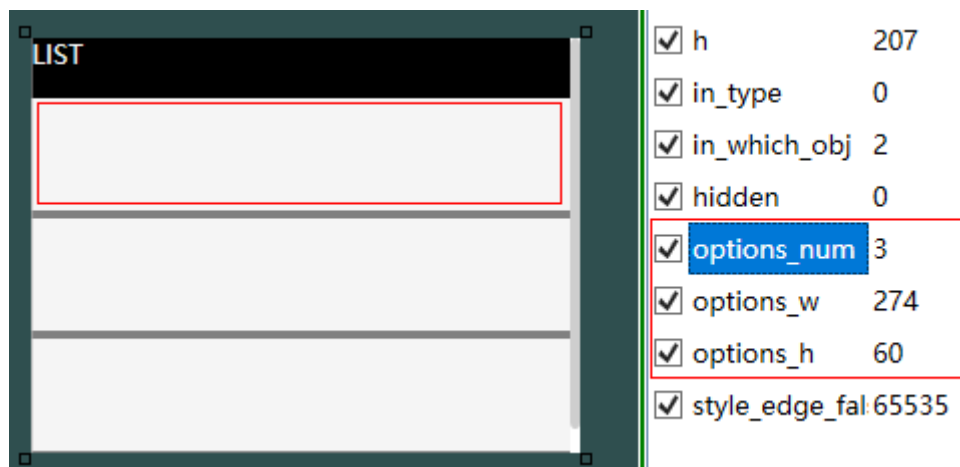 LIST
h 207
in_type 0
in_which_obj 2
hidden 0
options_num 3
options_w 274
options_h 60
style_edge_fal 65535